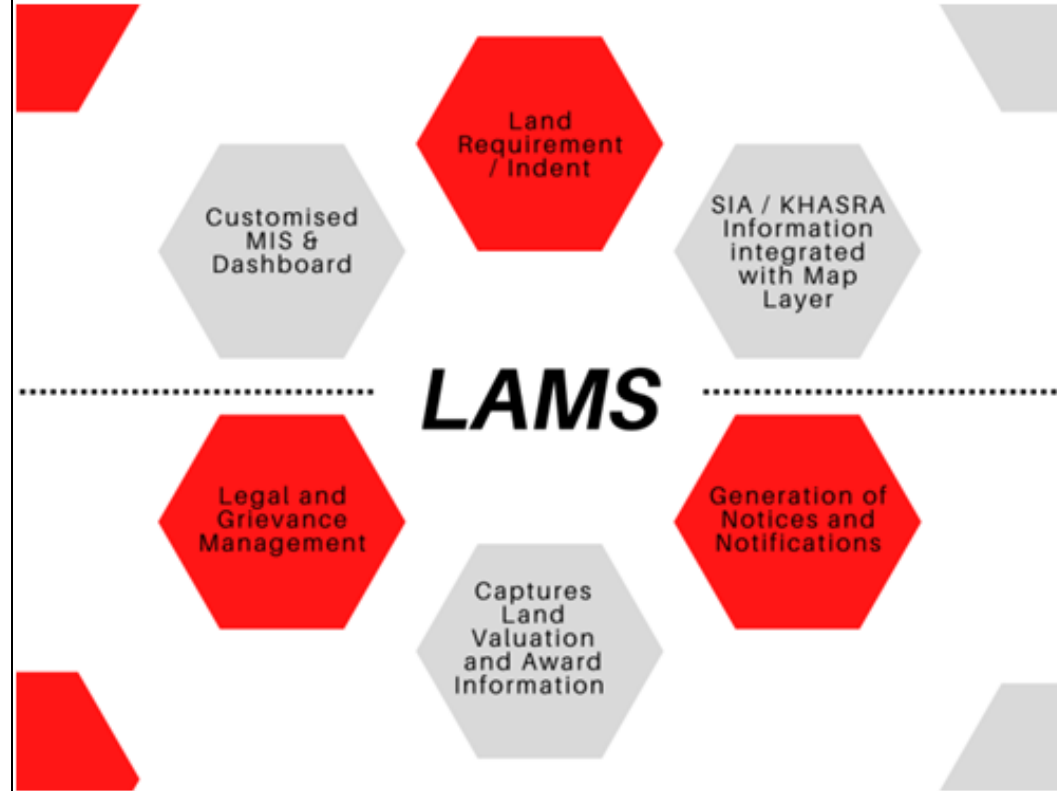 Land
Requirement
/ Indent
Customised
MIS &
Dashboard
SIA / KHASRA
Information
integrated
with Map
Layer
LAMS
Legal and
Grievance
Management
Generation of
Notices and
Notifications
Captures
Land
Valuation
and Award
Information